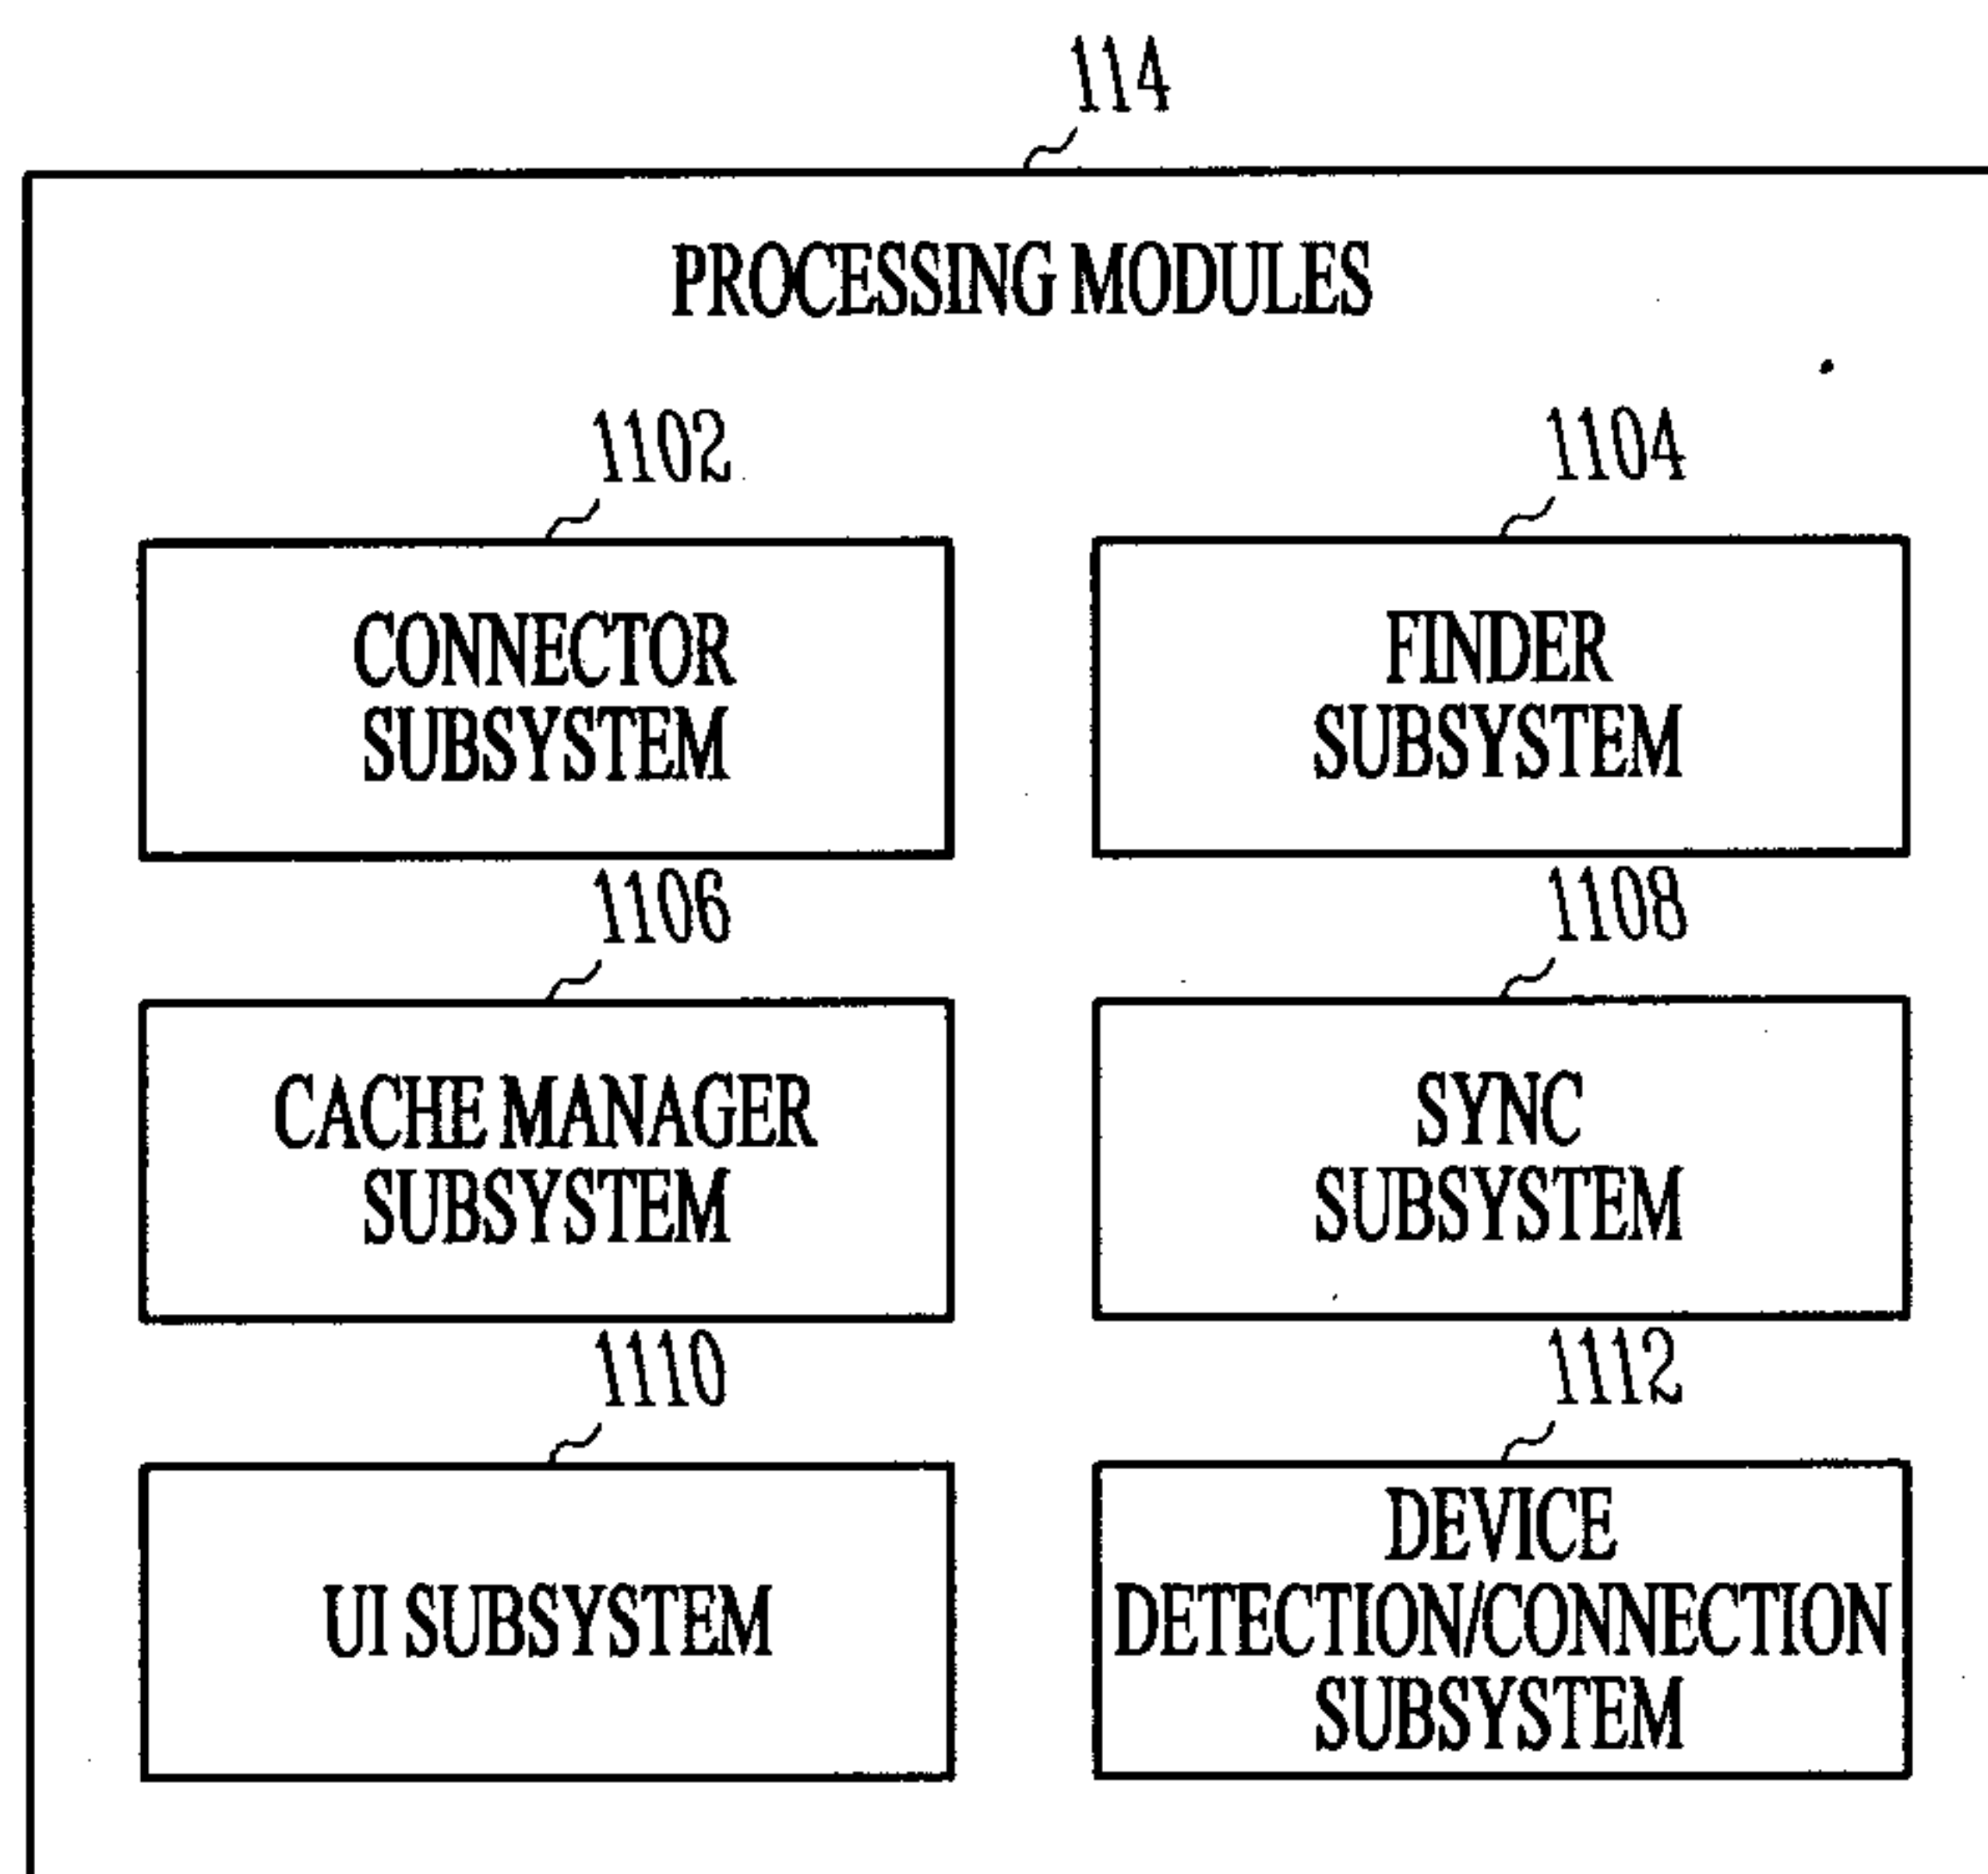 114
PROCESSING MODULES
1102
1104
CONNECTOR
SUBSYSTEM
FINDER
SUBSYSTEM
1106
1108
CACHE MANAGER
SUBSYSTEM
SYNC
SUBSYSTEM
1110
1112
UI SUBSYSTEM
DEVICE
DETECTION/CONNECTION
SUBSYSTEM